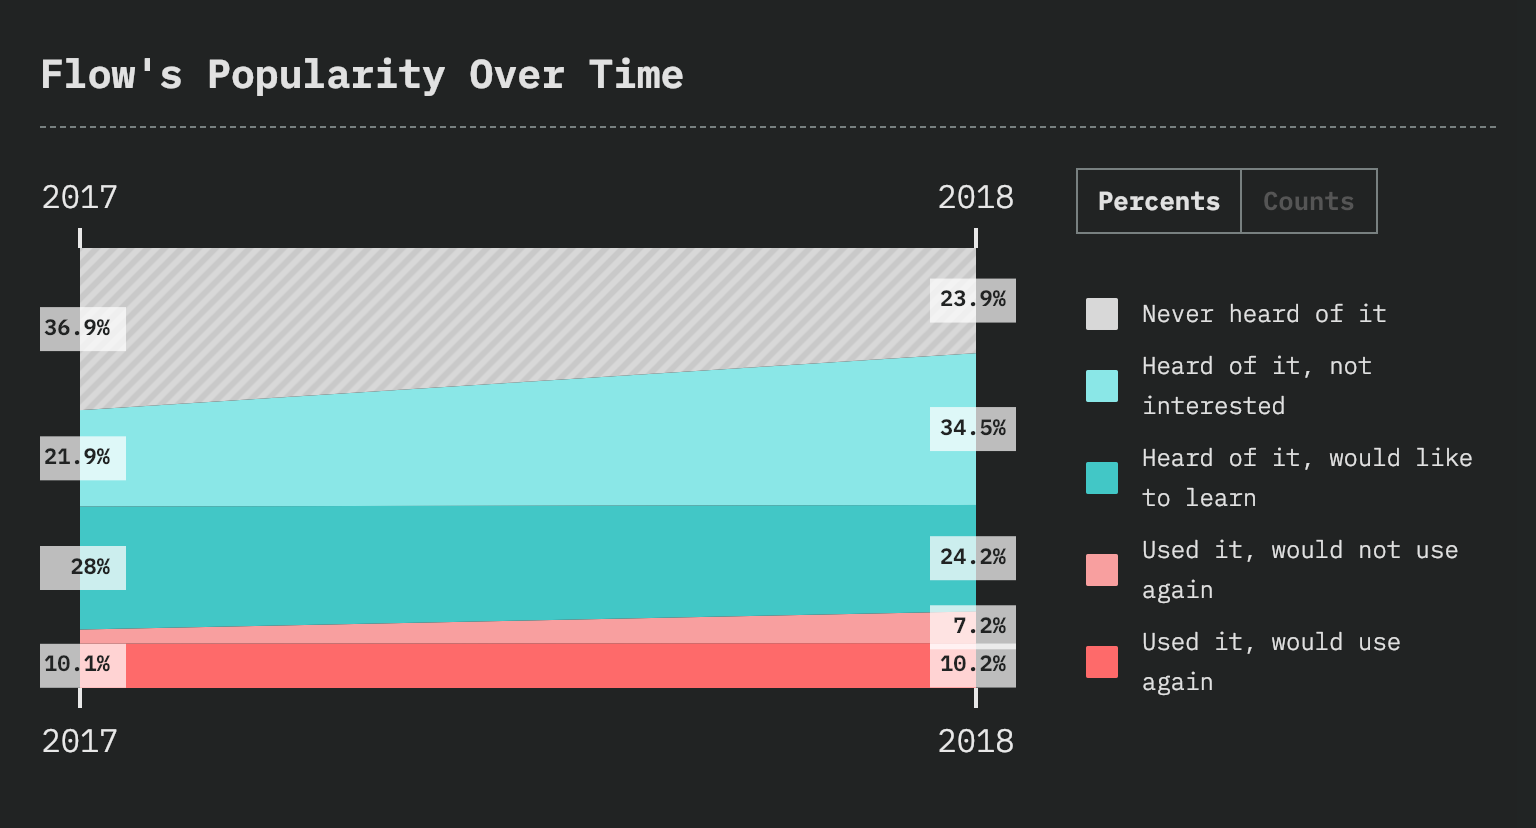 Flow's Popularity Over Time
2017 2018
Percents Counts
36.9%
21.9%
28%
10.1%
23.9%
34.5%
24.2%
7.2%
10.2%
2017 2018
Never heard of it
Heard of it, not
interested
Heard of it, would like
to learn
Used it, would not use
again
Used it, would use
again